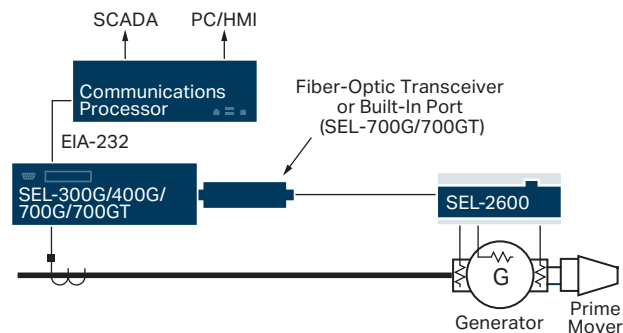 SCADA
PC/HMI
Communications
Processor
EIA-232
Fiber-Optic Transceiver
or Built-In Port
(SEL-700G/700GT)
SEL-300G/400G/
700G/700GT
SEL-2600
G
Generator
Prime
Mover